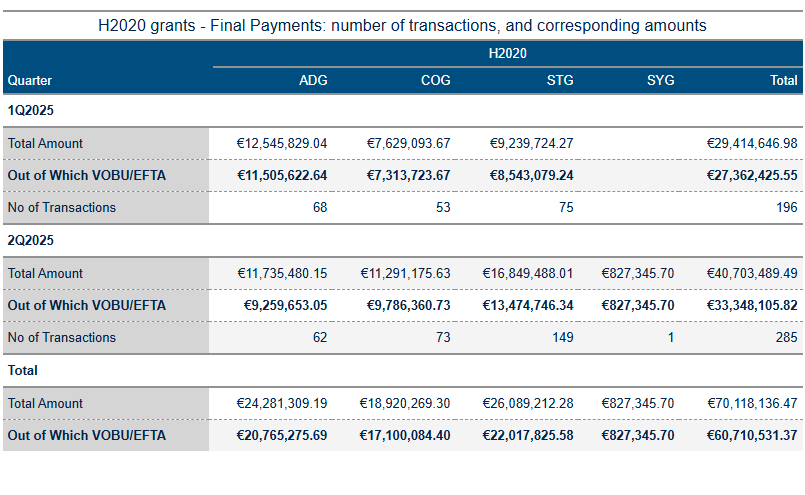 H2020 grants - Final Payments: number of transactions, and corresponding amounts
H2020
Quarter ADG COG STG SYG Total
1Q2025
Total Amount €12,545,829.04 €7,629,093.67 €9,239,724.27 €29,414,646.98
Out of Which VOBU/EFTA €11,505,622.64 €7,313,723.67 €8,543,079.24 €27,362,425.55
No of Transactions 68 53 75 196
2Q2025
Total Amount €11,735,480.15 €11,291,175.63 €16,849,488.01 €827,345.70 €40,703,489.49
Out of Which VOBU/EFTA €9,259,653.05 €9,786,360.73 €13,474,746.34 €827,345.70 €33,348,105.82
No of Transactions 62 73 149 1 285
Total
Total Amount €24,281,309.19 €18,920,269.30 €26,089,212.28 €827,345.70 €70,118,136.47
Out of Which VOBU/EFTA €20,765,275.69 €17,100,084.40 €22,017,825.58 €827,345.70 €60,710,531.37